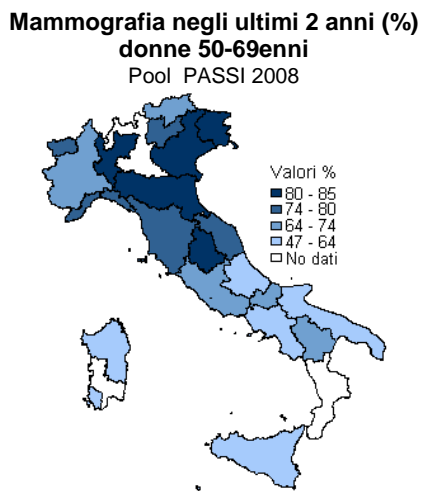 Mammografia negli ultimi 2 anni (%)
donne 50-69enni
Pool PASSI 2008
Valori %
80 - 85
74 - 80
64 - 74
47 - 64
No dati